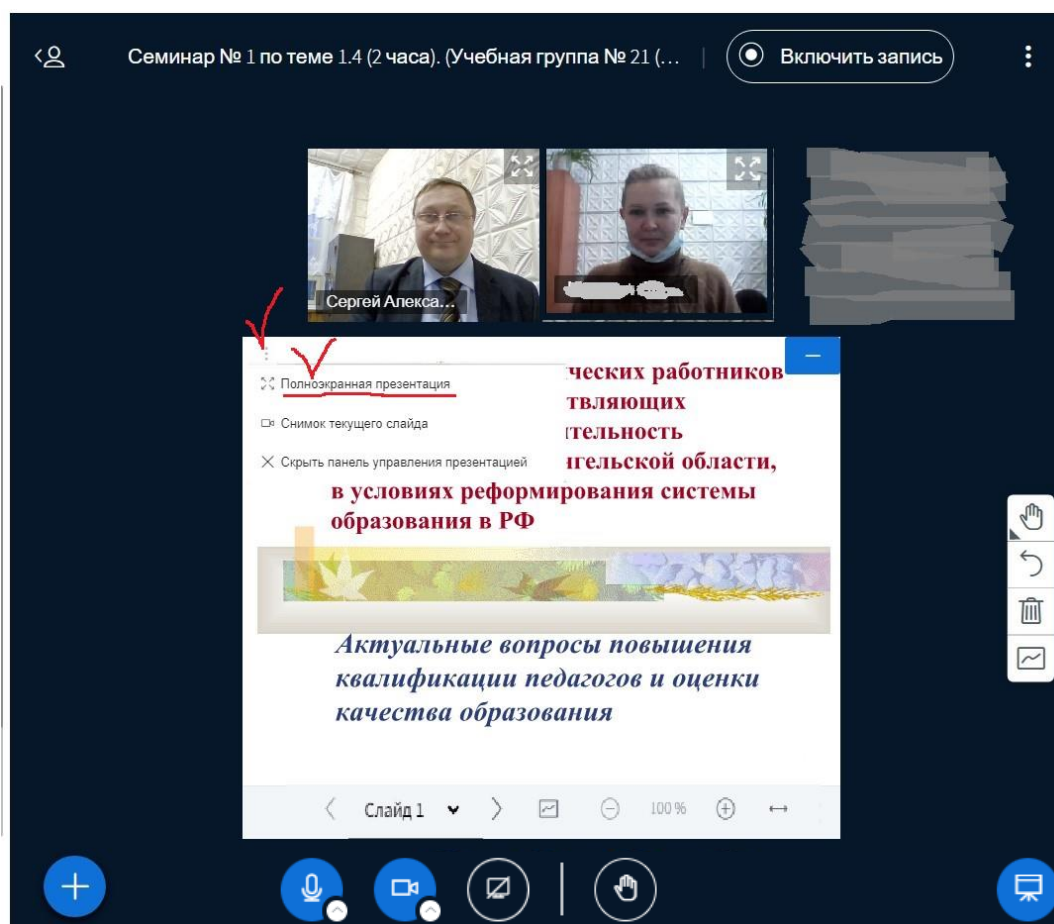 Семинар № 1 по теме 1.4 (2 часа). (Учебная группа № 21 (…
Включить запись
Сергей Алекса…
Полноэкранная презентация
Снимок текущего слайда
Скрыть панель управления презентацией
ческих работников
твляющих
тельность
гельской области,
в условиях реформирования системы
образования в РФ
Актуальные вопросы повышения
квалификации педагогов и оценки
качества образования
Слайд 1
100 %